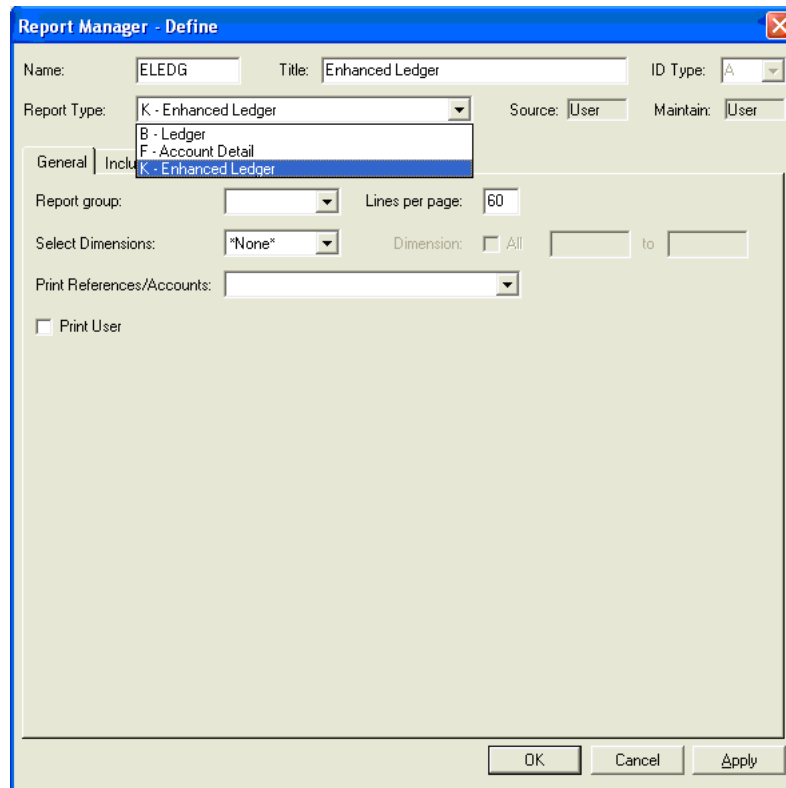 Report Manager - Define
Name: ELEDG Title: Enhanced Ledger ID Type: A
Report Type: K - Enhanced Ledger Source: User Maintain: User
B - Ledger
F - Account Detail
K - Enhanced Ledger
General Inclu
Report group: Lines per page: 60
Select Dimensions: *None* Dimension: All to
Print References/Accounts:
Print User
OK Cancel Apply